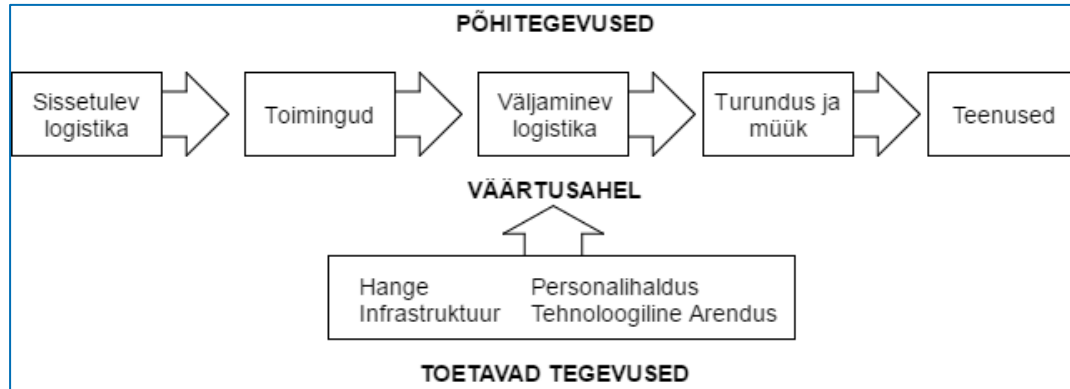 PÕHITEGEVUSED
Sissetulev
logistika
Toimingud
Väljaminev
logistika
Turundus ja
müük
Teenused
VÄÄRTUSAHEL
Hange Personalihaldus
Infrastruktuur Tehnoloogiline Arendus
TOETAVAD TEGEVUSED